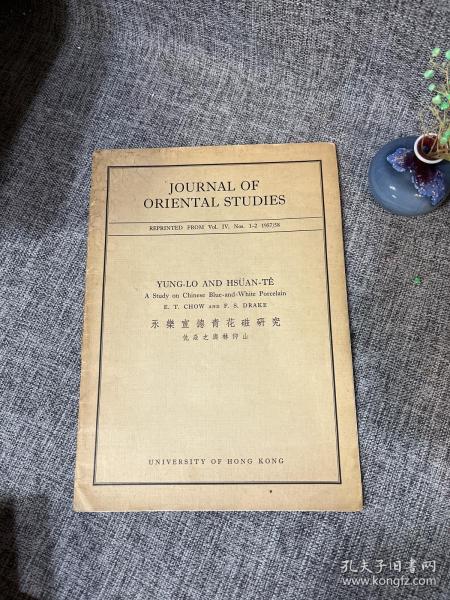 JOURNAL OF
ORIENTAL STUDIES
REPRINTED FROM Vol. IV, Nos. 1-2 1957/58
YUNG-LO AND HSÜAN-TÊ
A Study on Chinese Blue-and-White Porcelain
E. T. CHOW AND F. S. DRAKE
永樂宣德青花磁研究
仇焱之與林仰山
UNIVERSITY OF HONG KONG
孔夫子旧书网
www.kongfz.com